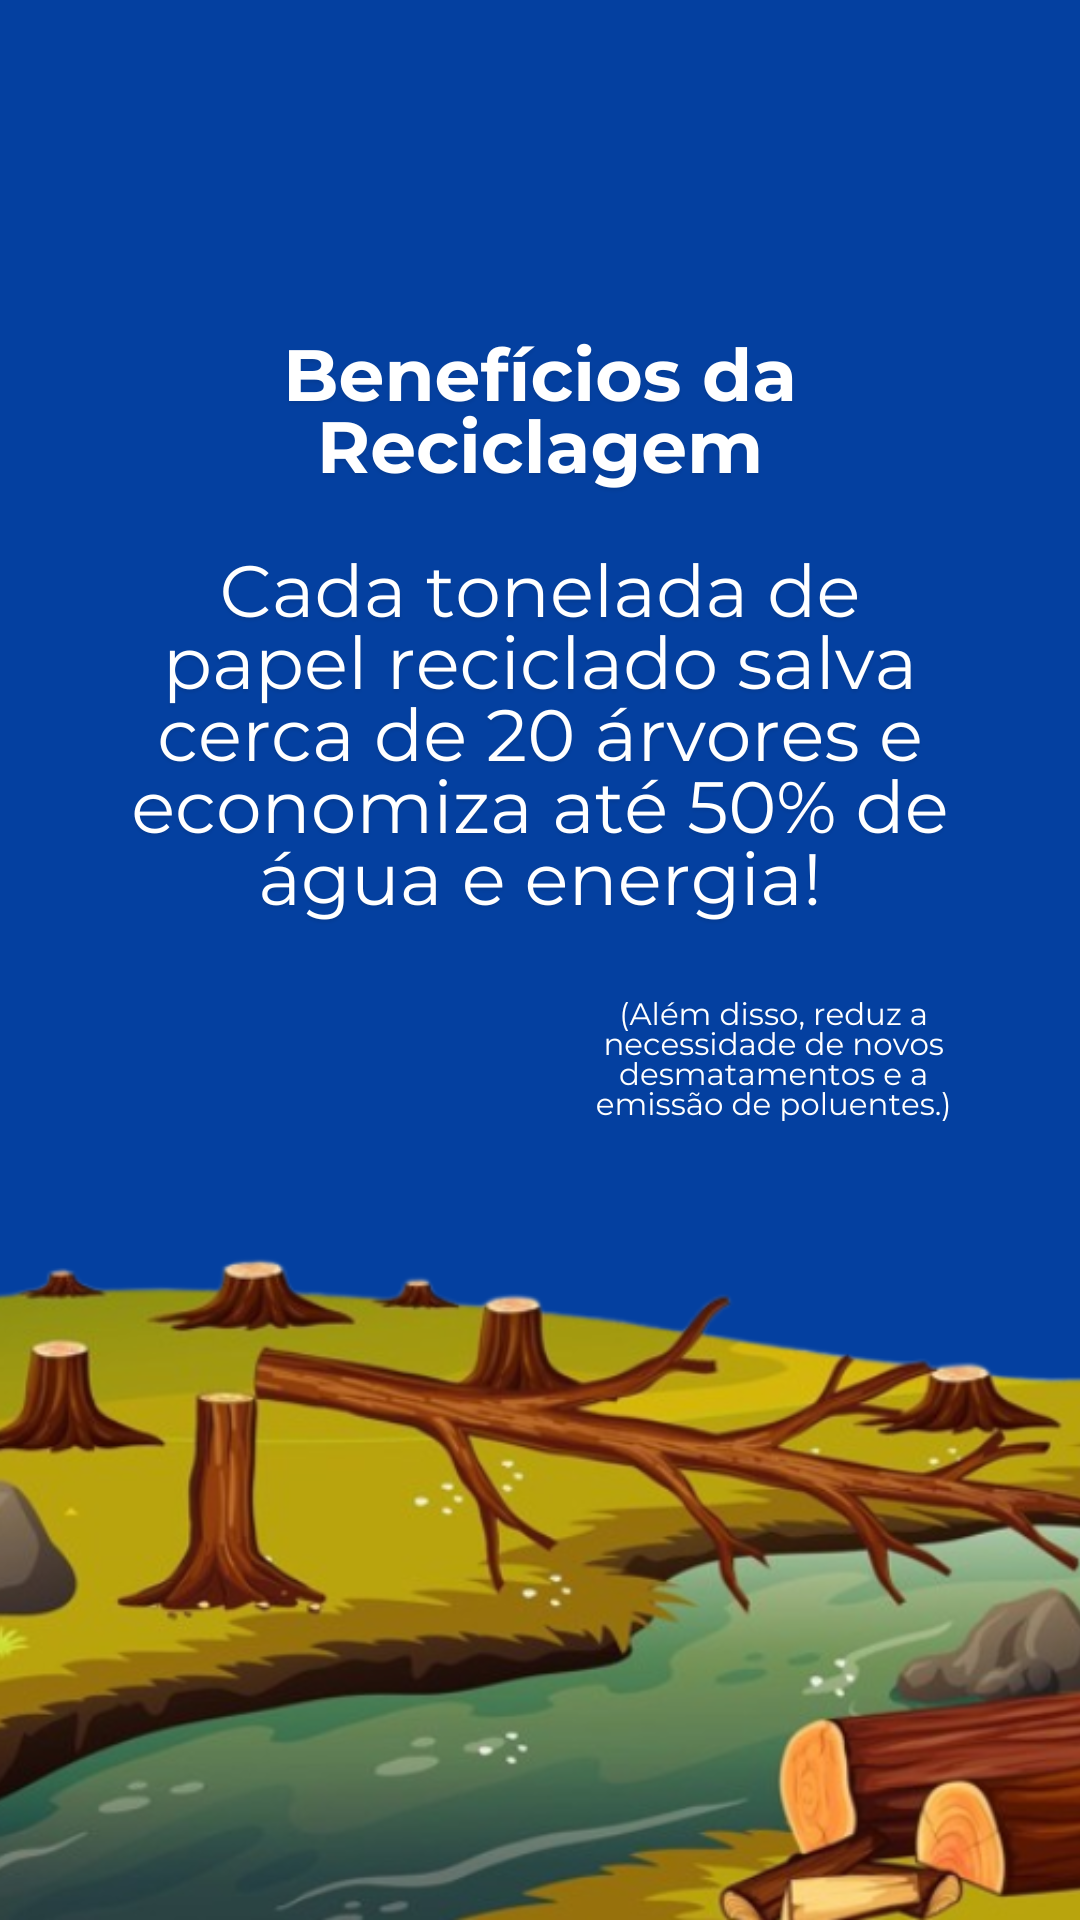 Benefícios da
Reciclagem
Cada tonelada de
papel reciclado salva
cerca de 20 árvores e
economiza até 50% de
água e energia!
(Além disso, reduz a
necessidade de novos
desmatamentos e a
emissão de poluentes.)